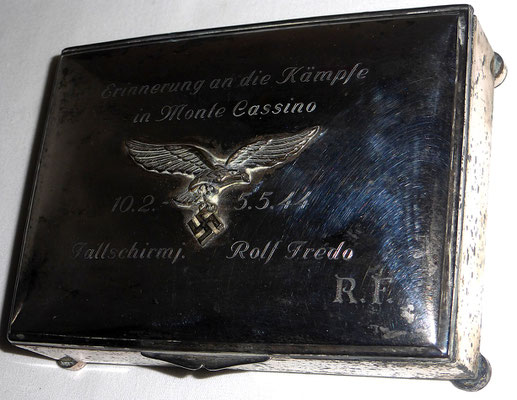 Erinnerung an die Kämpfe
in Monte Cassino
10.2.- 5.5.44
Fallschirmj. Rolf Fredo
R.F.